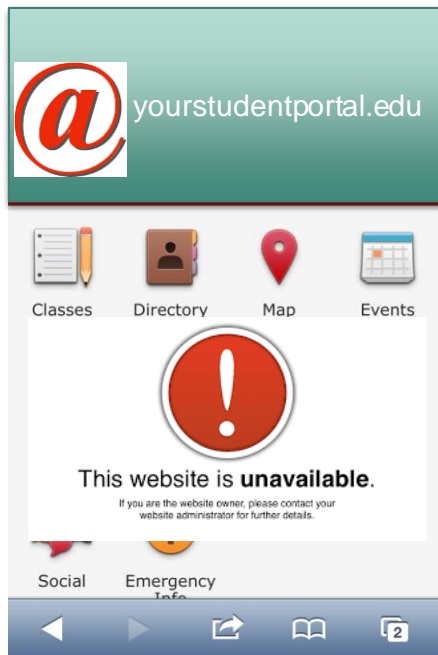 @ yourstudentportal.edu
Classes Directory Map Events
!
This website is unavailable.
If you are the website owner, please contact your
website administrator for further details.
Social Emergency
Info
2